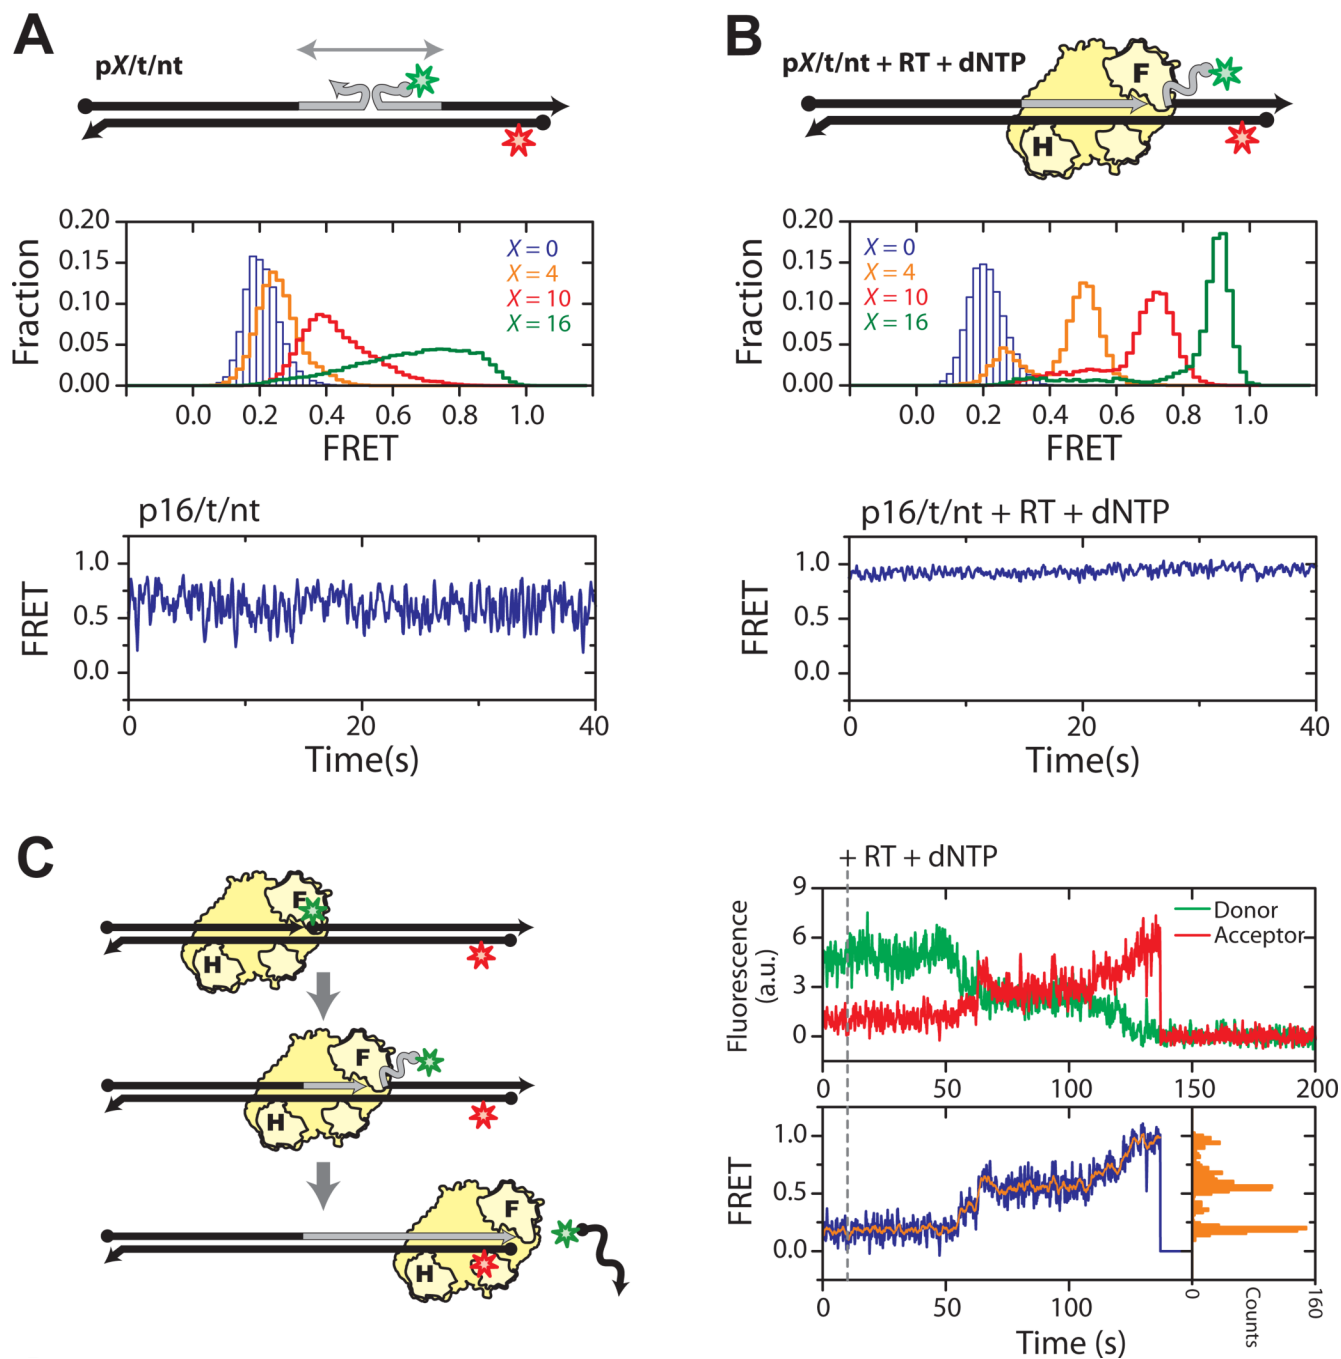 A
pX/t/nt
0.20
0.15
0.10
0.05
0.00
Fraction
X = 0
X = 4
X = 10
X = 16
0.0 0.2 0.4 0.6 0.8 1.0
FRET
p16/t/nt
1.0
0.5
0.0
FRET
0 20 40
Time(s)
B
pX/t/nt + RT + dNTP
F
H
0.20
0.15
0.10
0.05
0.00
Fraction
X = 0
X = 4
X = 10
X = 16
0.0 0.2 0.4 0.6 0.8 1.0
FRET
p16/t/nt + RT + dNTP
1.0
0.5
0.0
FRET
0 20 40
Time(s)
C
F
H
F
H
F
H
+ RT + dNTP
9
6
3
0
Fluorescence
(a.u.)
Donor
Acceptor
0 50 100 150 200
1.0
0.5
0.0
FRET
0 50 100
Time (s)
0 160
Counts